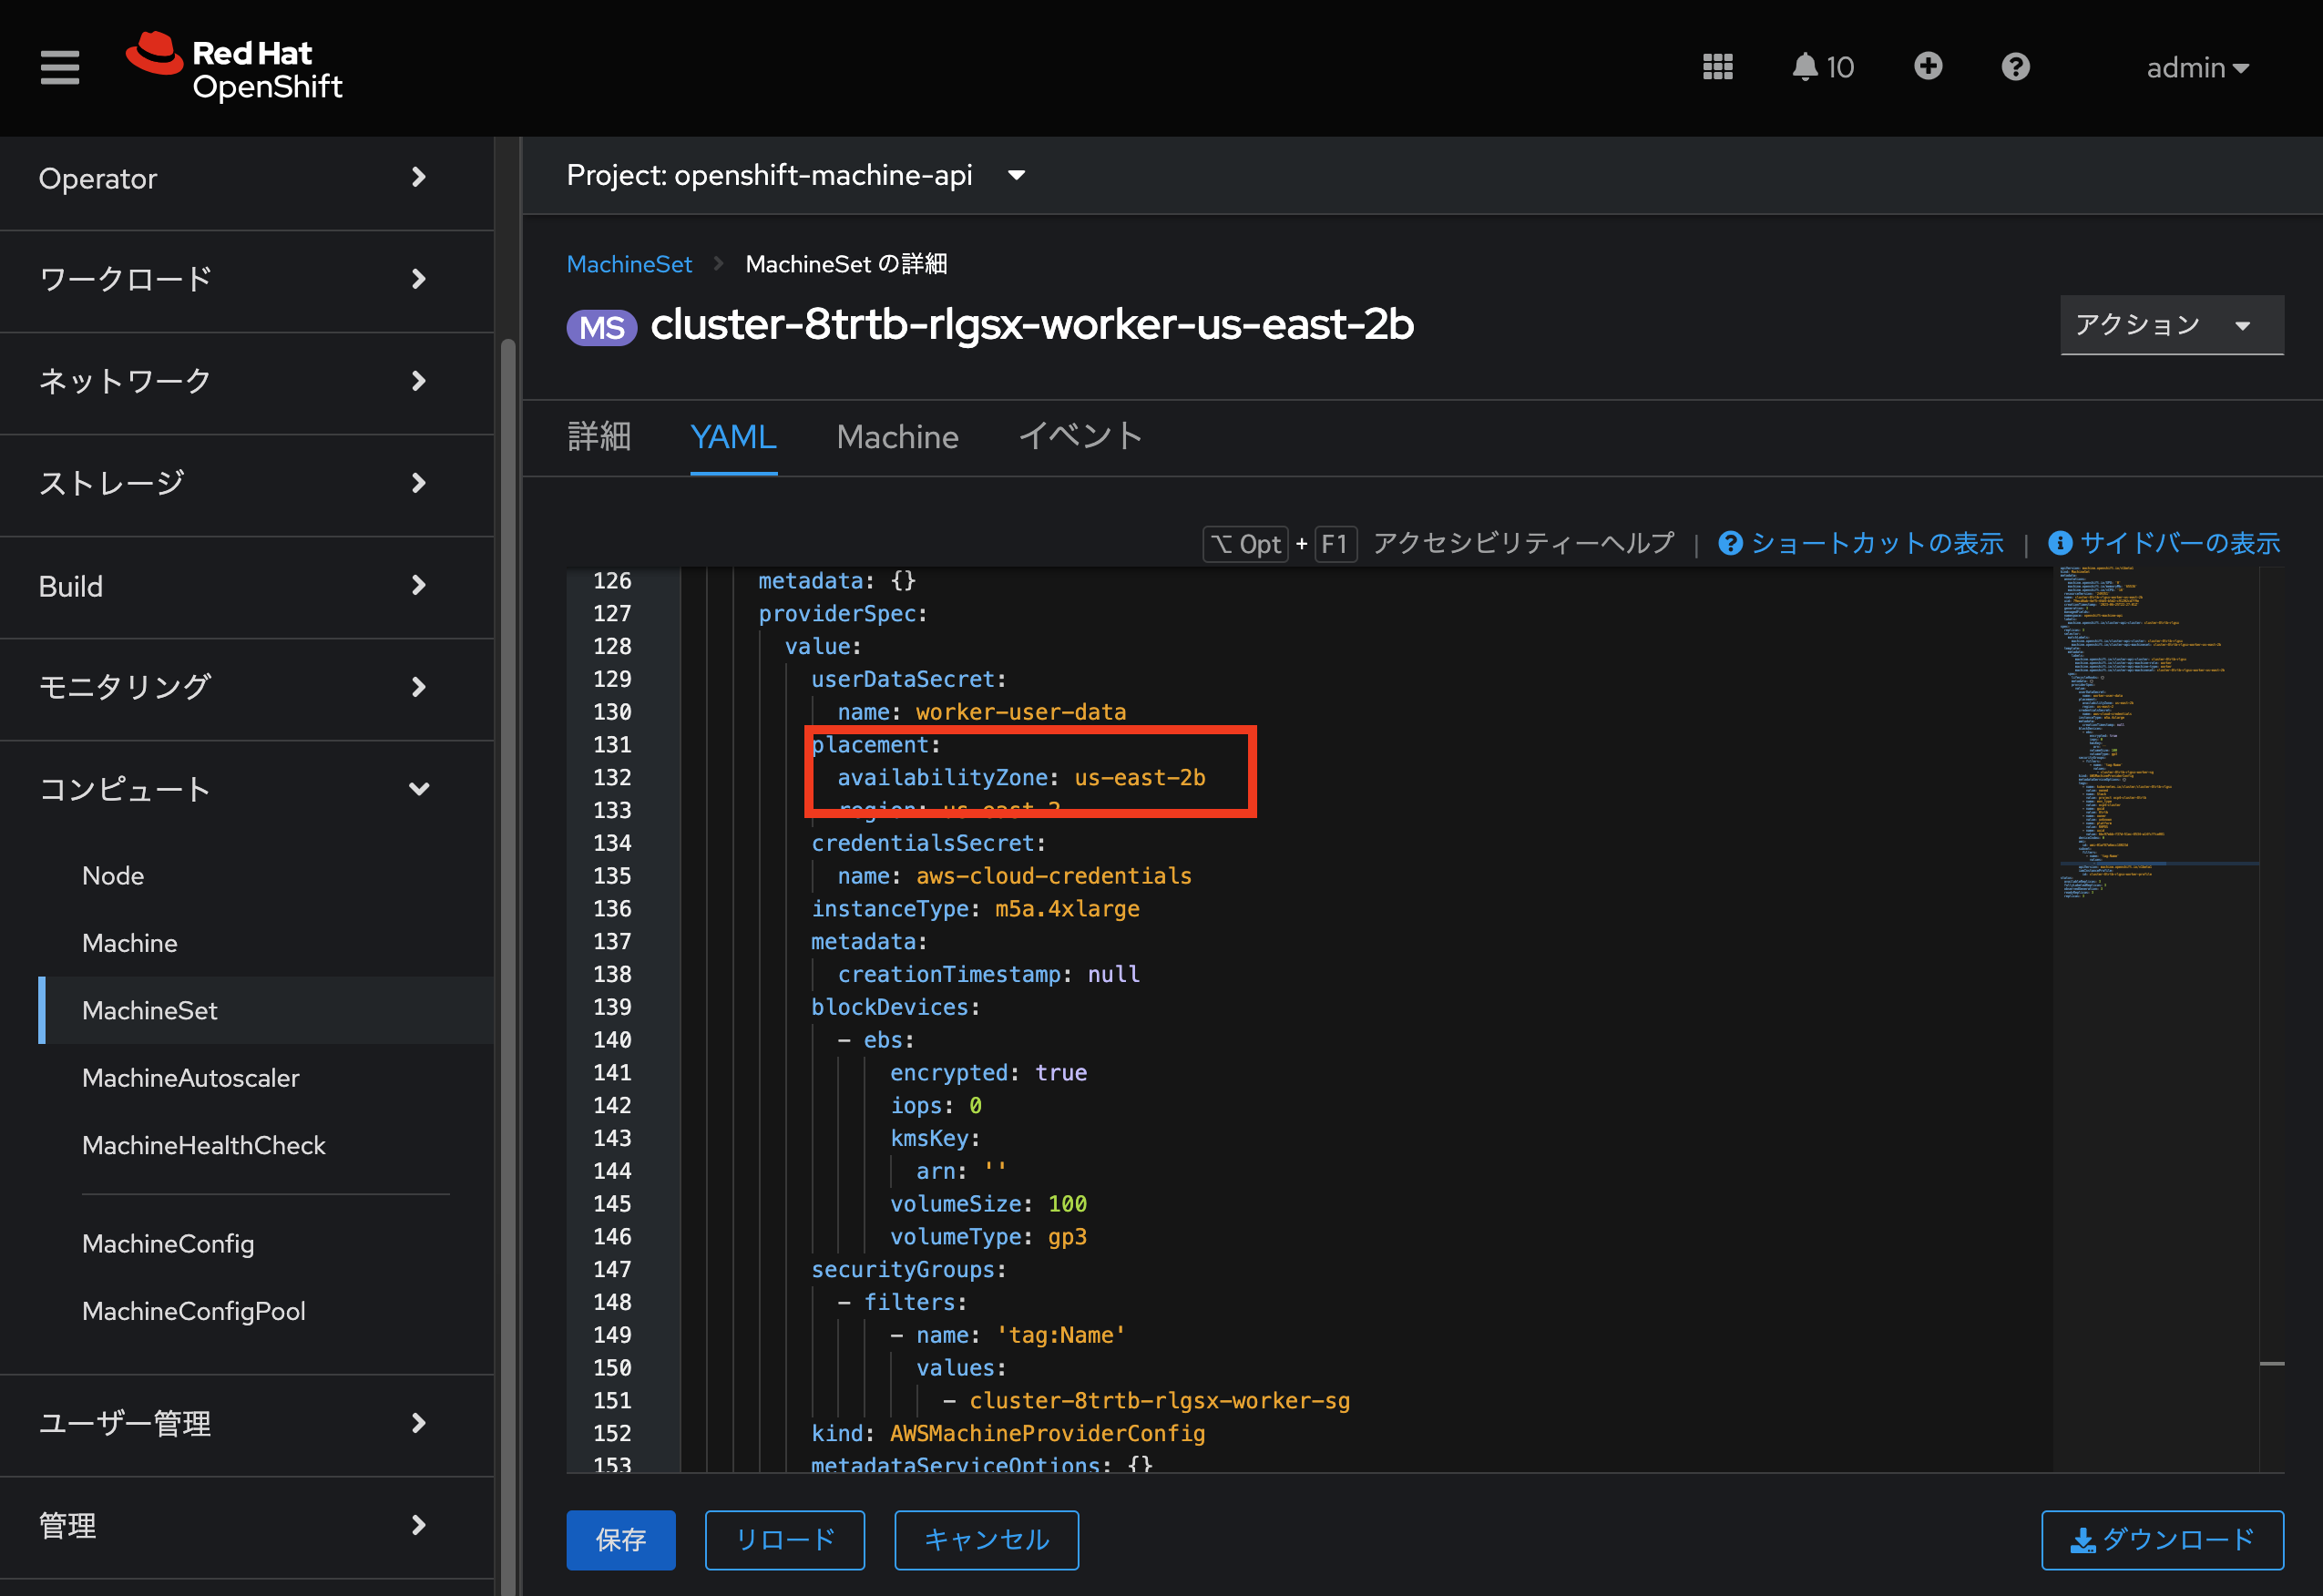 Red Hat
OpenShift
10
admin
Operator
ワークロード
ネットワーク
ストレージ
Build
モニタリング
コンピュート
Node
Machine
MachineSet
MachineAutoscaler
MachineHealthCheck
MachineConfig
MachineConfigPool
ユーザー管理
管理
Project: openshift-machine-api
MachineSet > MachineSet の詳細
MS cluster-8trtb-rlgsx-worker-us-east-2b
アクション
詳細 YAML Machine イベント
⌥ Opt + F1 アクセシビリティーヘルプ | ショートカットの表示 | サイドバーの表示
126 metadata: {}
127 providerSpec:
128 value:
129 userDataSecret:
130 name: worker-user-data
131 placement:
132 availabilityZone: us-east-2b
133 region: us-east-2
134 credentialsSecret:
135 name: aws-cloud-credentials
136 instanceType: m5a.4xlarge
137 metadata:
138 creationTimestamp: null
139 blockDevices:
140 - ebs:
141 encrypted: true
142 iops: 0
143 kmsKey:
144 arn: ''
145 volumeSize: 100
146 volumeType: gp3
147 securityGroups:
148 - filters:
149 - name: 'tag:Name'
150 values:
151 - cluster-8trtb-rlgsx-worker-sg
152 kind: AWSMachineProviderConfig
153 metadataServiceOptions: {}
保存 リロード キャンセル ダウンロード